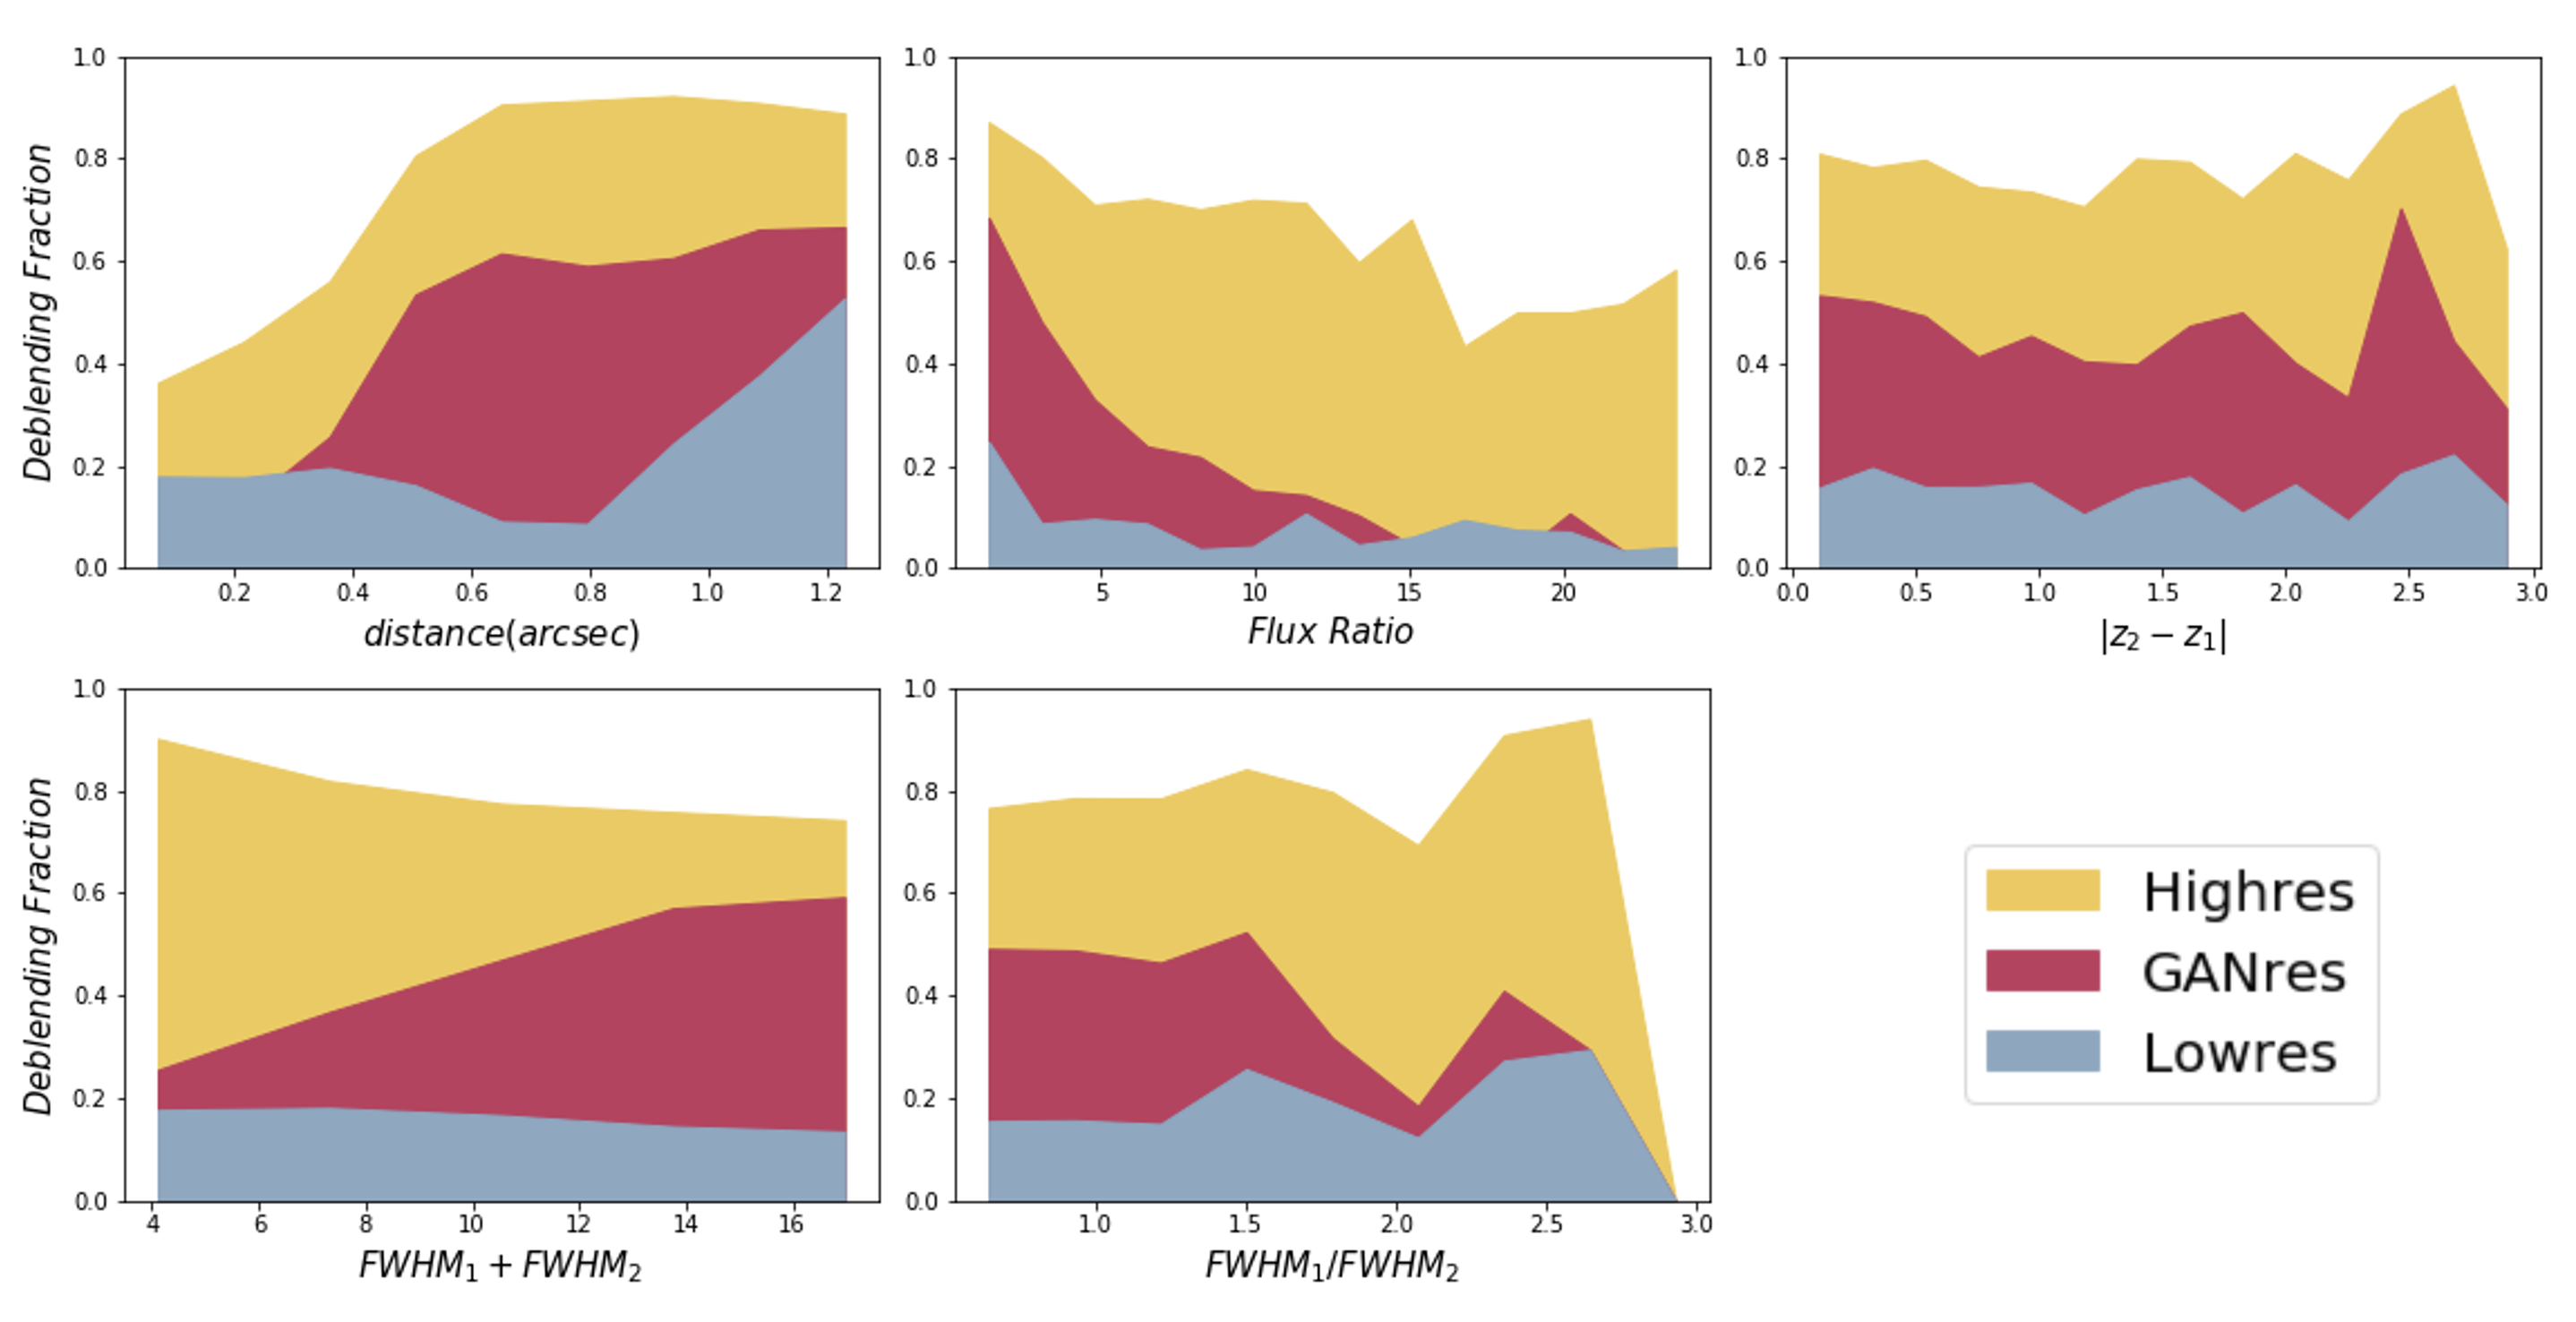 Deblending Fraction
1.0
0.8
0.6
0.4
0.2
0.0
0.2 0.4 0.6 0.8 1.0 1.2
distance(arcsec)
1.0
0.8
0.6
0.4
0.2
0.0
5 10 15 20
Flux Ratio
1.0
0.8
0.6
0.4
0.2
0.0
0.0 0.5 1.0 1.5 2.0 2.5 3.0
|z₂ − z₁|
Deblending Fraction
1.0
0.8
0.6
0.4
0.2
0.0
4 6 8 10 12 14 16
FWHM₁ + FWHM₂
1.0
0.8
0.6
0.4
0.2
0.0
1.0 1.5 2.0 2.5 3.0
FWHM₁/FWHM₂
Highres
GANres
Lowres